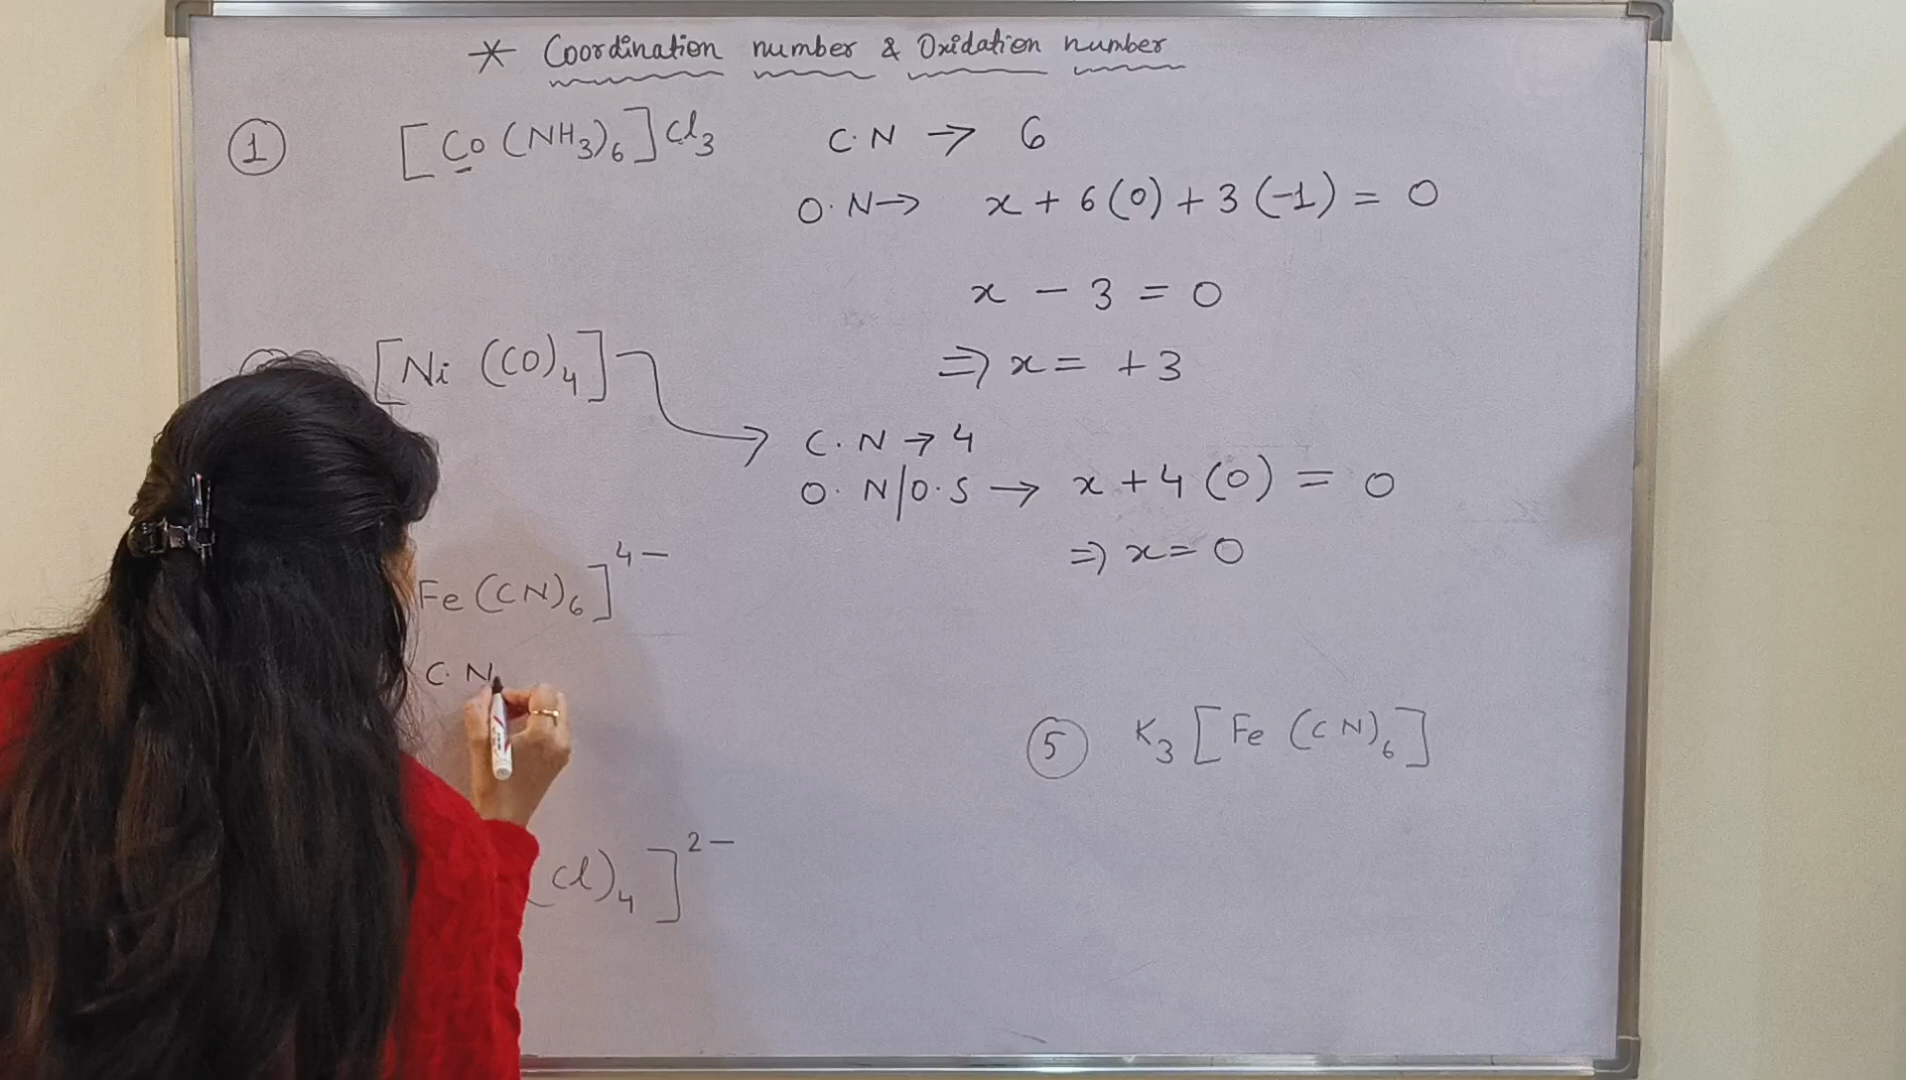 * Coordination number & Oxidation number
① [Co(NH₃)₆]Cl₃ C.N → 6
O.N → x + 6(0) + 3(-1) = 0
x - 3 = 0
⇒ x = +3
[Ni (CO)₄] →
C.N → 4
O.N/O.S → x + 4(0) = 0
⇒ x = 0
Fe(CN)₆]⁴⁻
C.N
⑤ K₃[Fe(CN)₆]
(Cl)₄]²⁻